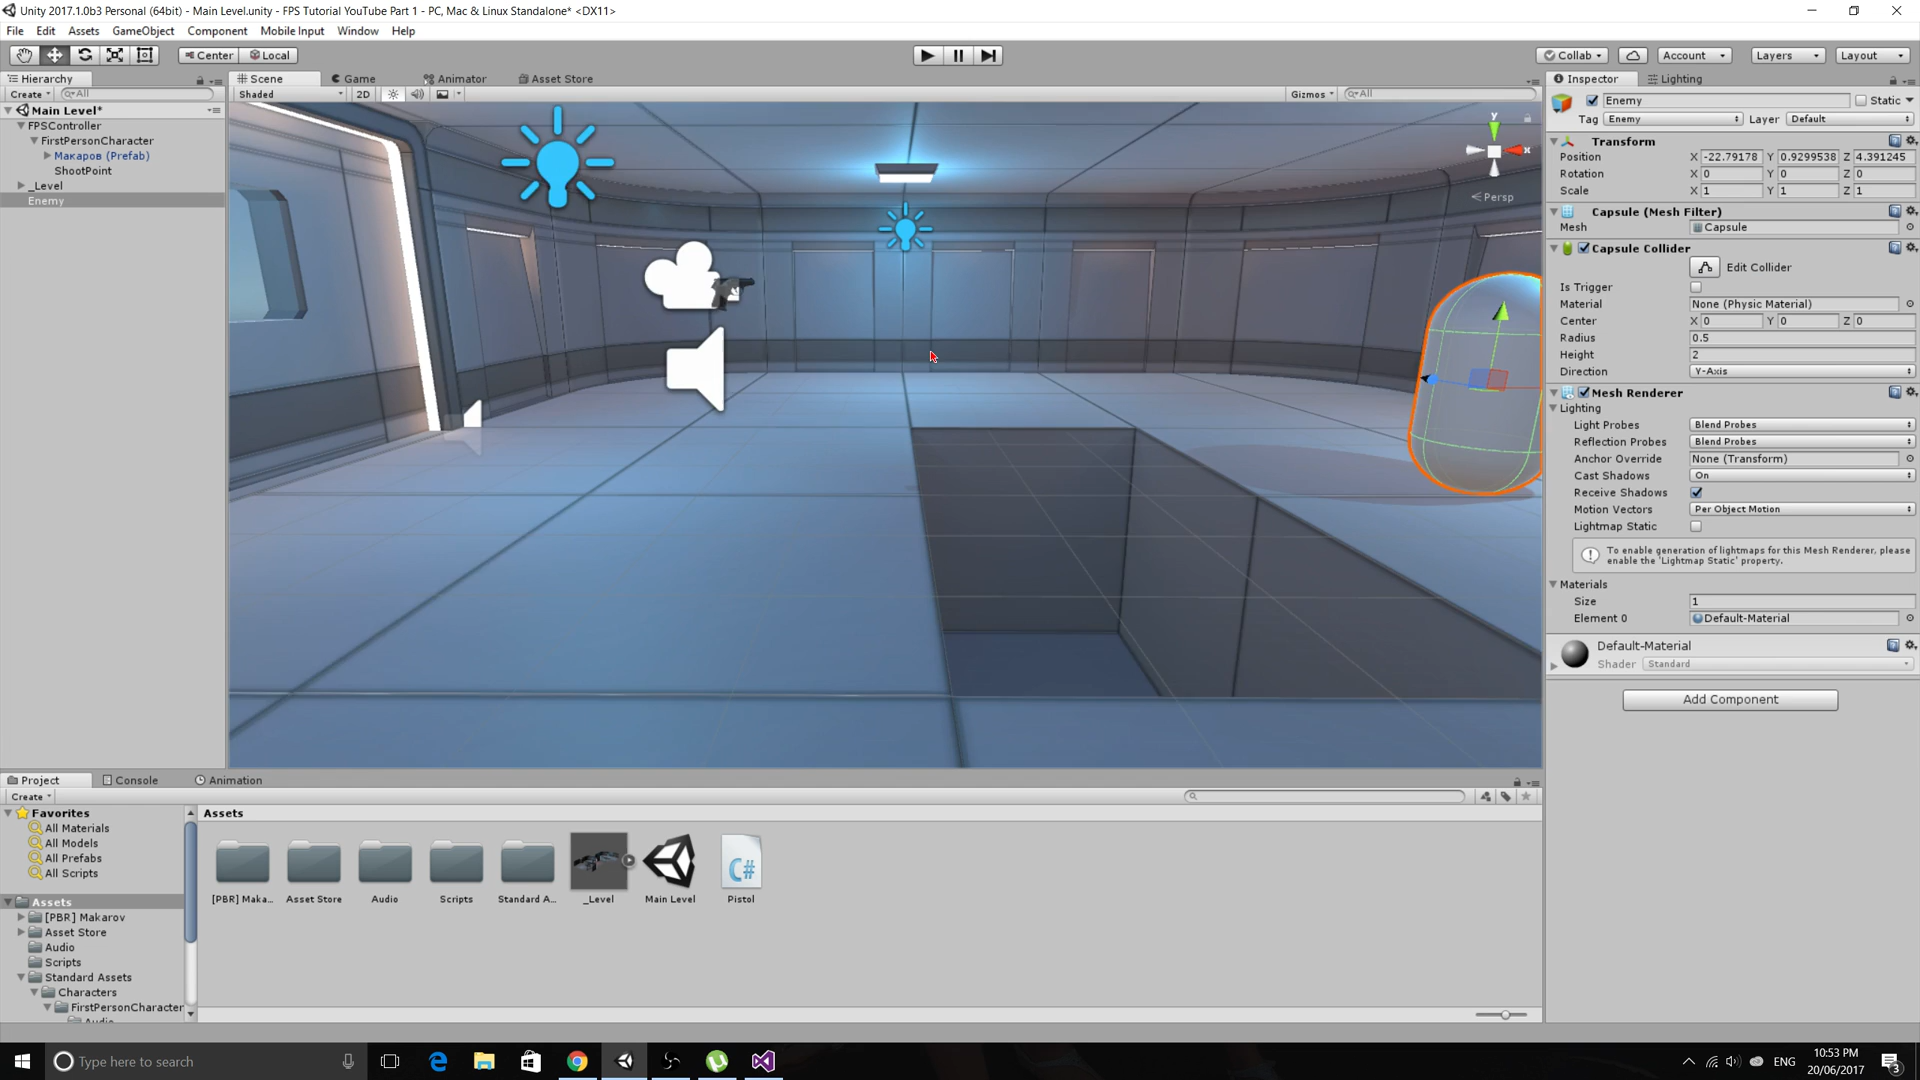 Unity 2017.1.0b3 Personal (64bit) - Main Level.unity - FPS Tutorial YouTube Part 1 - PC, Mac & Linux Standalone* <DX11>
File Edit Assets GameObject Component Mobile Input Window Help
Center Local Collab Account Layers Layout
Hierarchy
Create All
Main Level*
FPSController
FirstPersonCharacter
Макаров (Prefab)
ShootPoint
_Level
Enemy
Scene Game Animator Asset Store
Shaded 2D Gizmos All
y
x
Persp
Inspector Lighting
Enemy Static
Tag Enemy Layer Default
Transform
Position X -22.79178 Y 0.9299538 Z 4.391245
Rotation X 0 Y 0 Z 0
Scale X 1 Y 1 Z 1
Capsule (Mesh Filter)
Mesh Capsule
Capsule Collider
Edit Collider
Is Trigger
Material None (Physic Material)
Center X 0 Y 0 Z 0
Radius 0.5
Height 2
Direction Y-Axis
Mesh Renderer
Lighting
Light Probes Blend Probes
Reflection Probes Blend Probes
Anchor Override None (Transform)
Cast Shadows On
Receive Shadows
Motion Vectors Per Object Motion
Lightmap Static
To enable generation of lightmaps for this Mesh Renderer, please
enable the 'Lightmap Static' property.
Materials
Size 1
Element 0 Default-Material
Default-Material
Shader Standard
Add Component
Project Console Animation
Create
Favorites
All Materials
All Models
All Prefabs
All Scripts
Assets
[PBR] Makarov
Asset Store
Audio
Scripts
Standard Assets
Characters
FirstPersonCharacter
Audio
Assets
C#
[PBR] Maka... Asset Store Audio Scripts Standard A... _Level Main Level Pistol
Type here to search
ENG
10:53 PM
20/06/2017
3